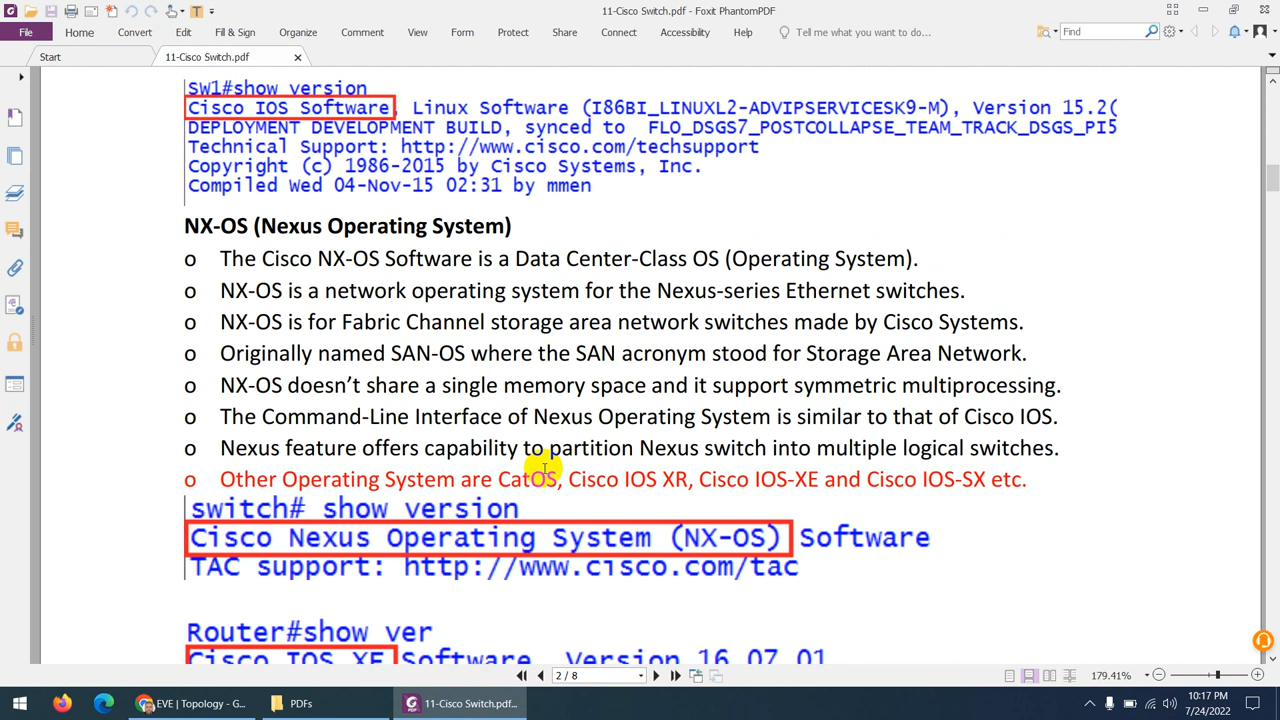 11-Cisco Switch.pdf - Foxit PhantomPDF
File Home Convert Edit Fill & Sign Organize Comment View Form Protect Share Connect Accessibility Help Tell me what you want to do... Find
Start 11-Cisco Switch.pdf
SW1#show version
Cisco IOS Software, Linux Software (I86BI_LINUXL2-ADVIPSERVICESK9-M), Version 15.2(
DEPLOYMENT DEVELOPMENT BUILD, synced to FLO_DSGS7_POSTCOLLAPSE_TEAM_TRACK_DSGS_PI5
Technical Support: http://www.cisco.com/techsupport
Copyright (c) 1986-2015 by Cisco Systems, Inc.
Compiled Wed 04-Nov-15 02:31 by mmen
NX-OS (Nexus Operating System)
o The Cisco NX-OS Software is a Data Center-Class OS (Operating System).
o NX-OS is a network operating system for the Nexus-series Ethernet switches.
o NX-OS is for Fabric Channel storage area network switches made by Cisco Systems.
o Originally named SAN-OS where the SAN acronym stood for Storage Area Network.
o NX-OS doesn't share a single memory space and it support symmetric multiprocessing.
o The Command-Line Interface of Nexus Operating System is similar to that of Cisco IOS.
o Nexus feature offers capability to partition Nexus switch into multiple logical switches.
o Other Operating System are CatOS, Cisco IOS XR, Cisco IOS-XE and Cisco IOS-SX etc.
switch# show version
Cisco Nexus Operating System (NX-OS) Software
TAC support: http://www.cisco.com/tac
Router#show ver
Cisco IOS XE Software, Version 16.07.01
2 / 8 179.41%
EVE | Topology - G... PDFs 11-Cisco Switch.pdf... 10:17 PM
7/24/2022